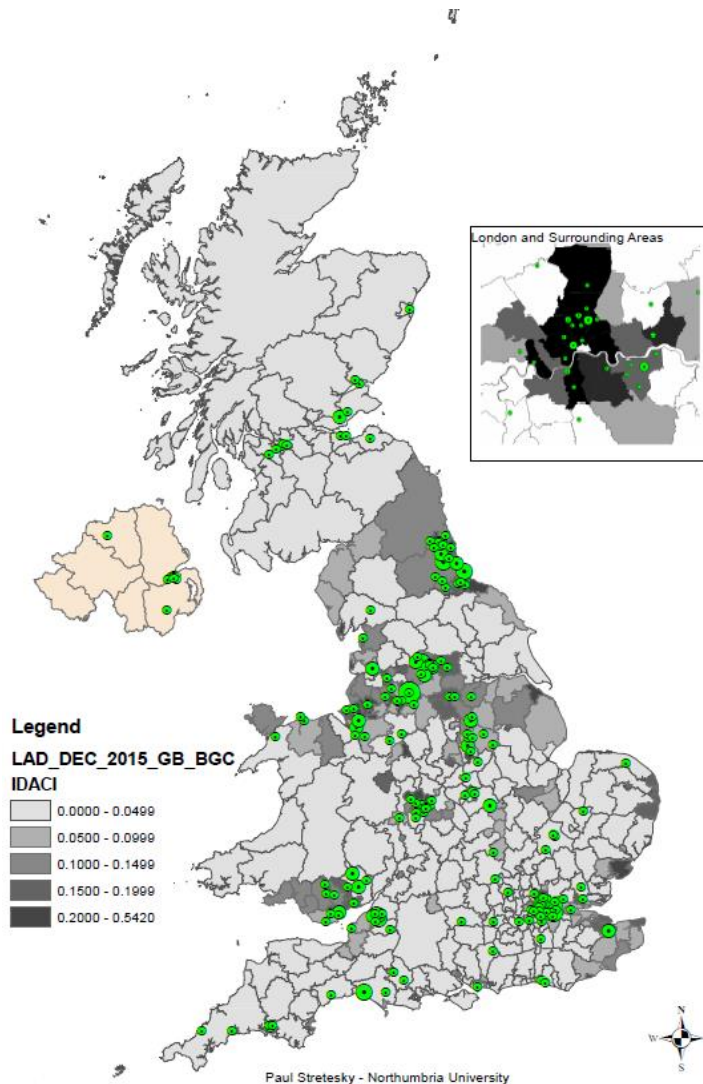 London and Surrounding Areas
Legend
LAD_DEC_2015_GB_BGC
IDACI
0.0000 - 0.0499
0.0500 - 0.0999
0.1000 - 0.1499
0.1500 - 0.1999
0.2000 - 0.5420
N
W E
S
Paul Stretesky - Northumbria University